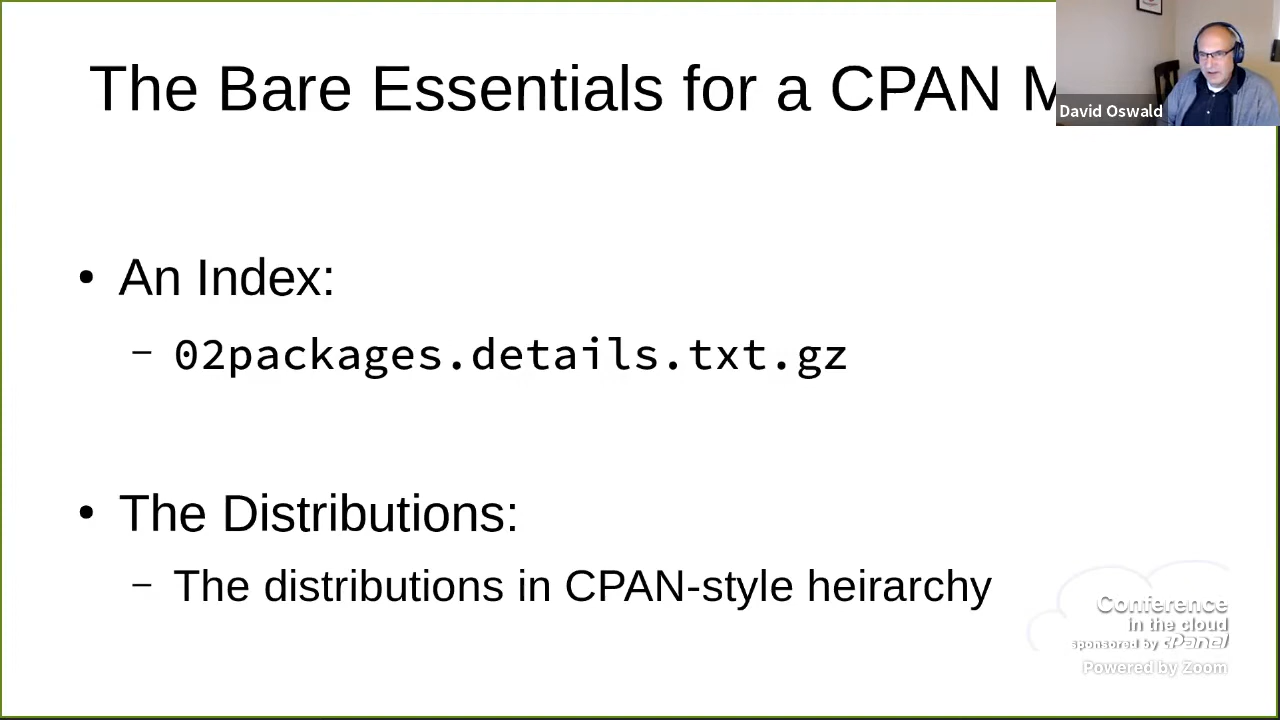 The Bare Essentials for a CPAN M
David Oswald
• An Index:
– 02packages.details.txt.gz
• The Distributions:
– The distributions in CPAN-style heirarchy
Conference
in the cloud
sponsored by cPanel
Powered by Zoom